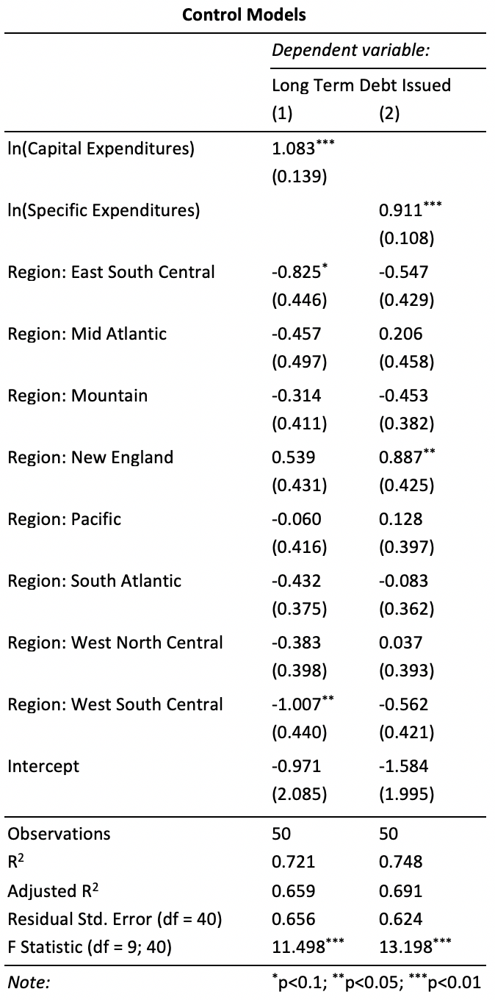 Control Models
Dependent variable:
Long Term Debt Issued
(1) (2)
ln(Capital Expenditures) 1.083***
(0.139)
ln(Specific Expenditures) 0.911***
(0.108)
Region: East South Central -0.825* -0.547
(0.446) (0.429)
Region: Mid Atlantic -0.457 0.206
(0.497) (0.458)
Region: Mountain -0.314 -0.453
(0.411) (0.382)
Region: New England 0.539 0.887**
(0.431) (0.425)
Region: Pacific -0.060 0.128
(0.416) (0.397)
Region: South Atlantic -0.432 -0.083
(0.375) (0.362)
Region: West North Central -0.383 0.037
(0.398) (0.393)
Region: West South Central -1.007** -0.562
(0.440) (0.421)
Intercept -0.971 -1.584
(2.085) (1.995)
Observations 50 50
R² 0.721 0.748
Adjusted R² 0.659 0.691
Residual Std. Error (df = 40) 0.656 0.624
F Statistic (df = 9; 40) 11.498*** 13.198***
Note: *p<0.1; **p<0.05; ***p<0.01